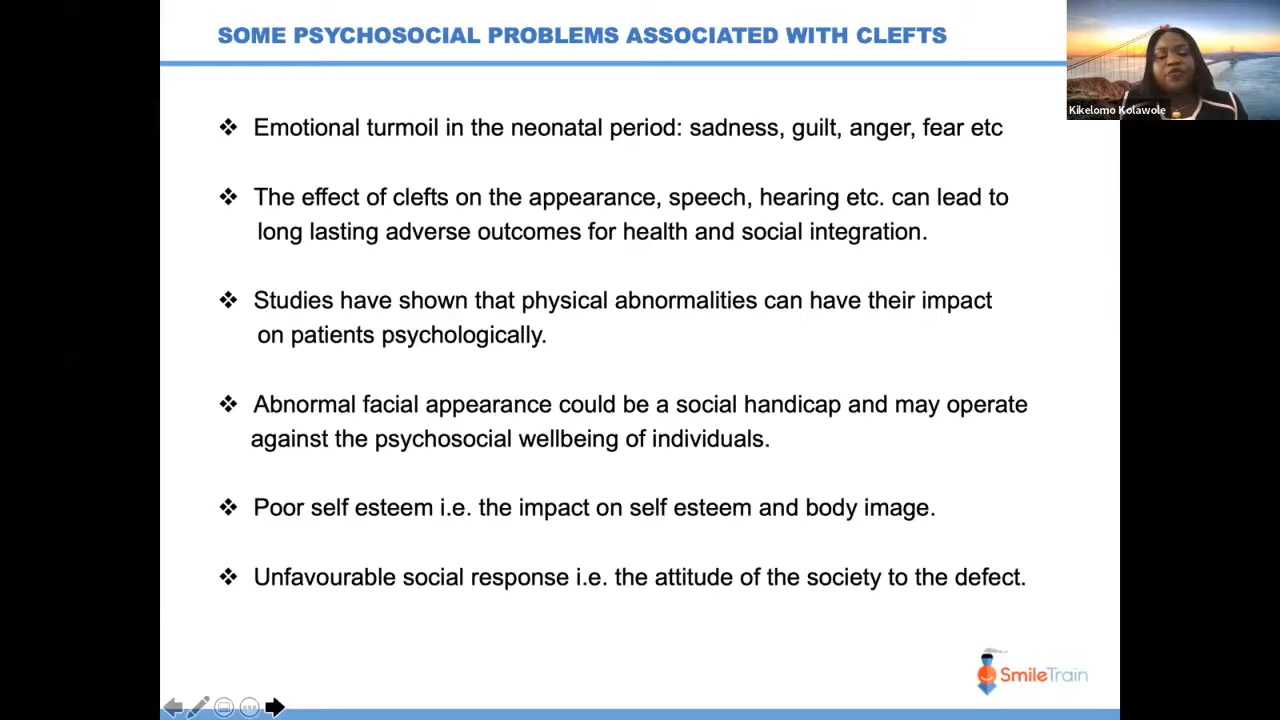 SOME PSYCHOSOCIAL PROBLEMS ASSOCIATED WITH CLEFTS
Kikelomo Kolawole
❖ Emotional turmoil in the neonatal period: sadness, guilt, anger, fear etc
❖ The effect of clefts on the appearance, speech, hearing etc. can lead to
long lasting adverse outcomes for health and social integration.
❖ Studies have shown that physical abnormalities can have their impact
on patients psychologically.
❖ Abnormal facial appearance could be a social handicap and may operate
against the psychosocial wellbeing of individuals.
❖ Poor self esteem i.e. the impact on self esteem and body image.
❖ Unfavourable social response i.e. the attitude of the society to the defect.
SmileTrain